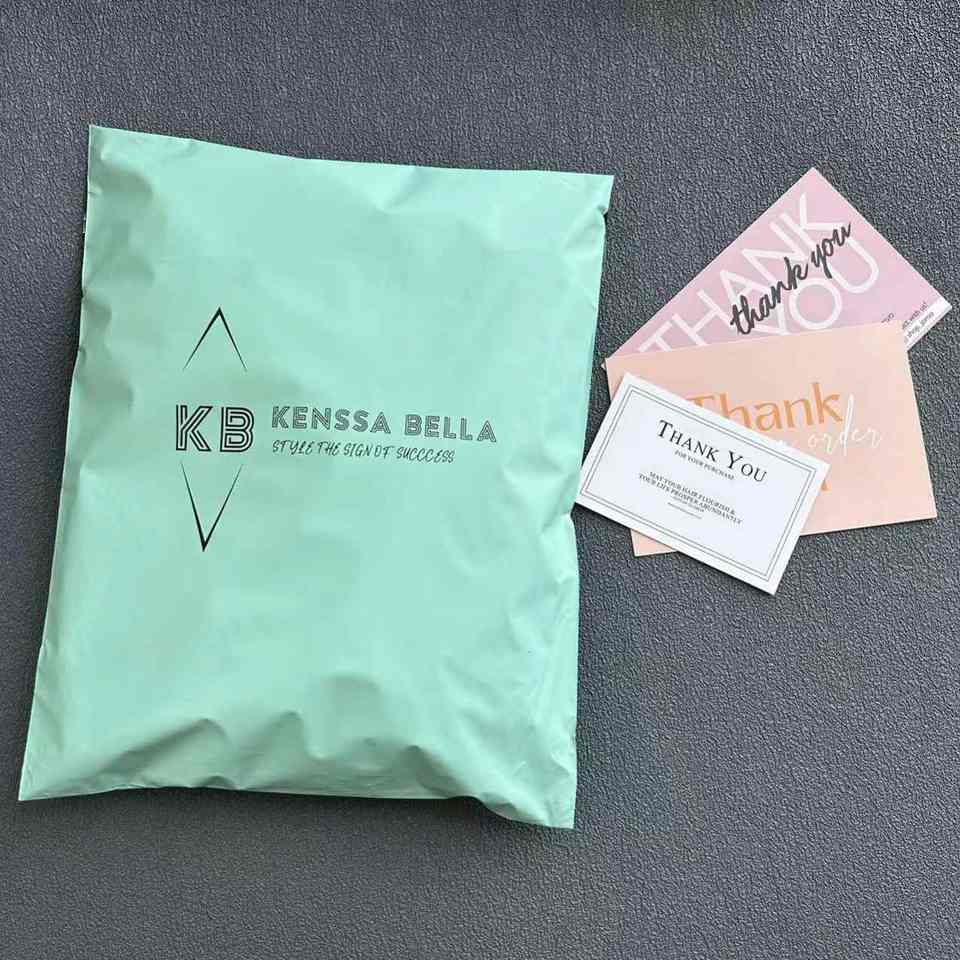 KB
KENSSA BELLA
STYLE THE SIGN OF SUCCCESS
THANK
thank you
YOU
Thank
order
THANK YOU
FOR YOUR PURCHASE
MAY YOUR HAIR FLOURISH &
YOUR LIFE PROSPER ABUNDANTLY